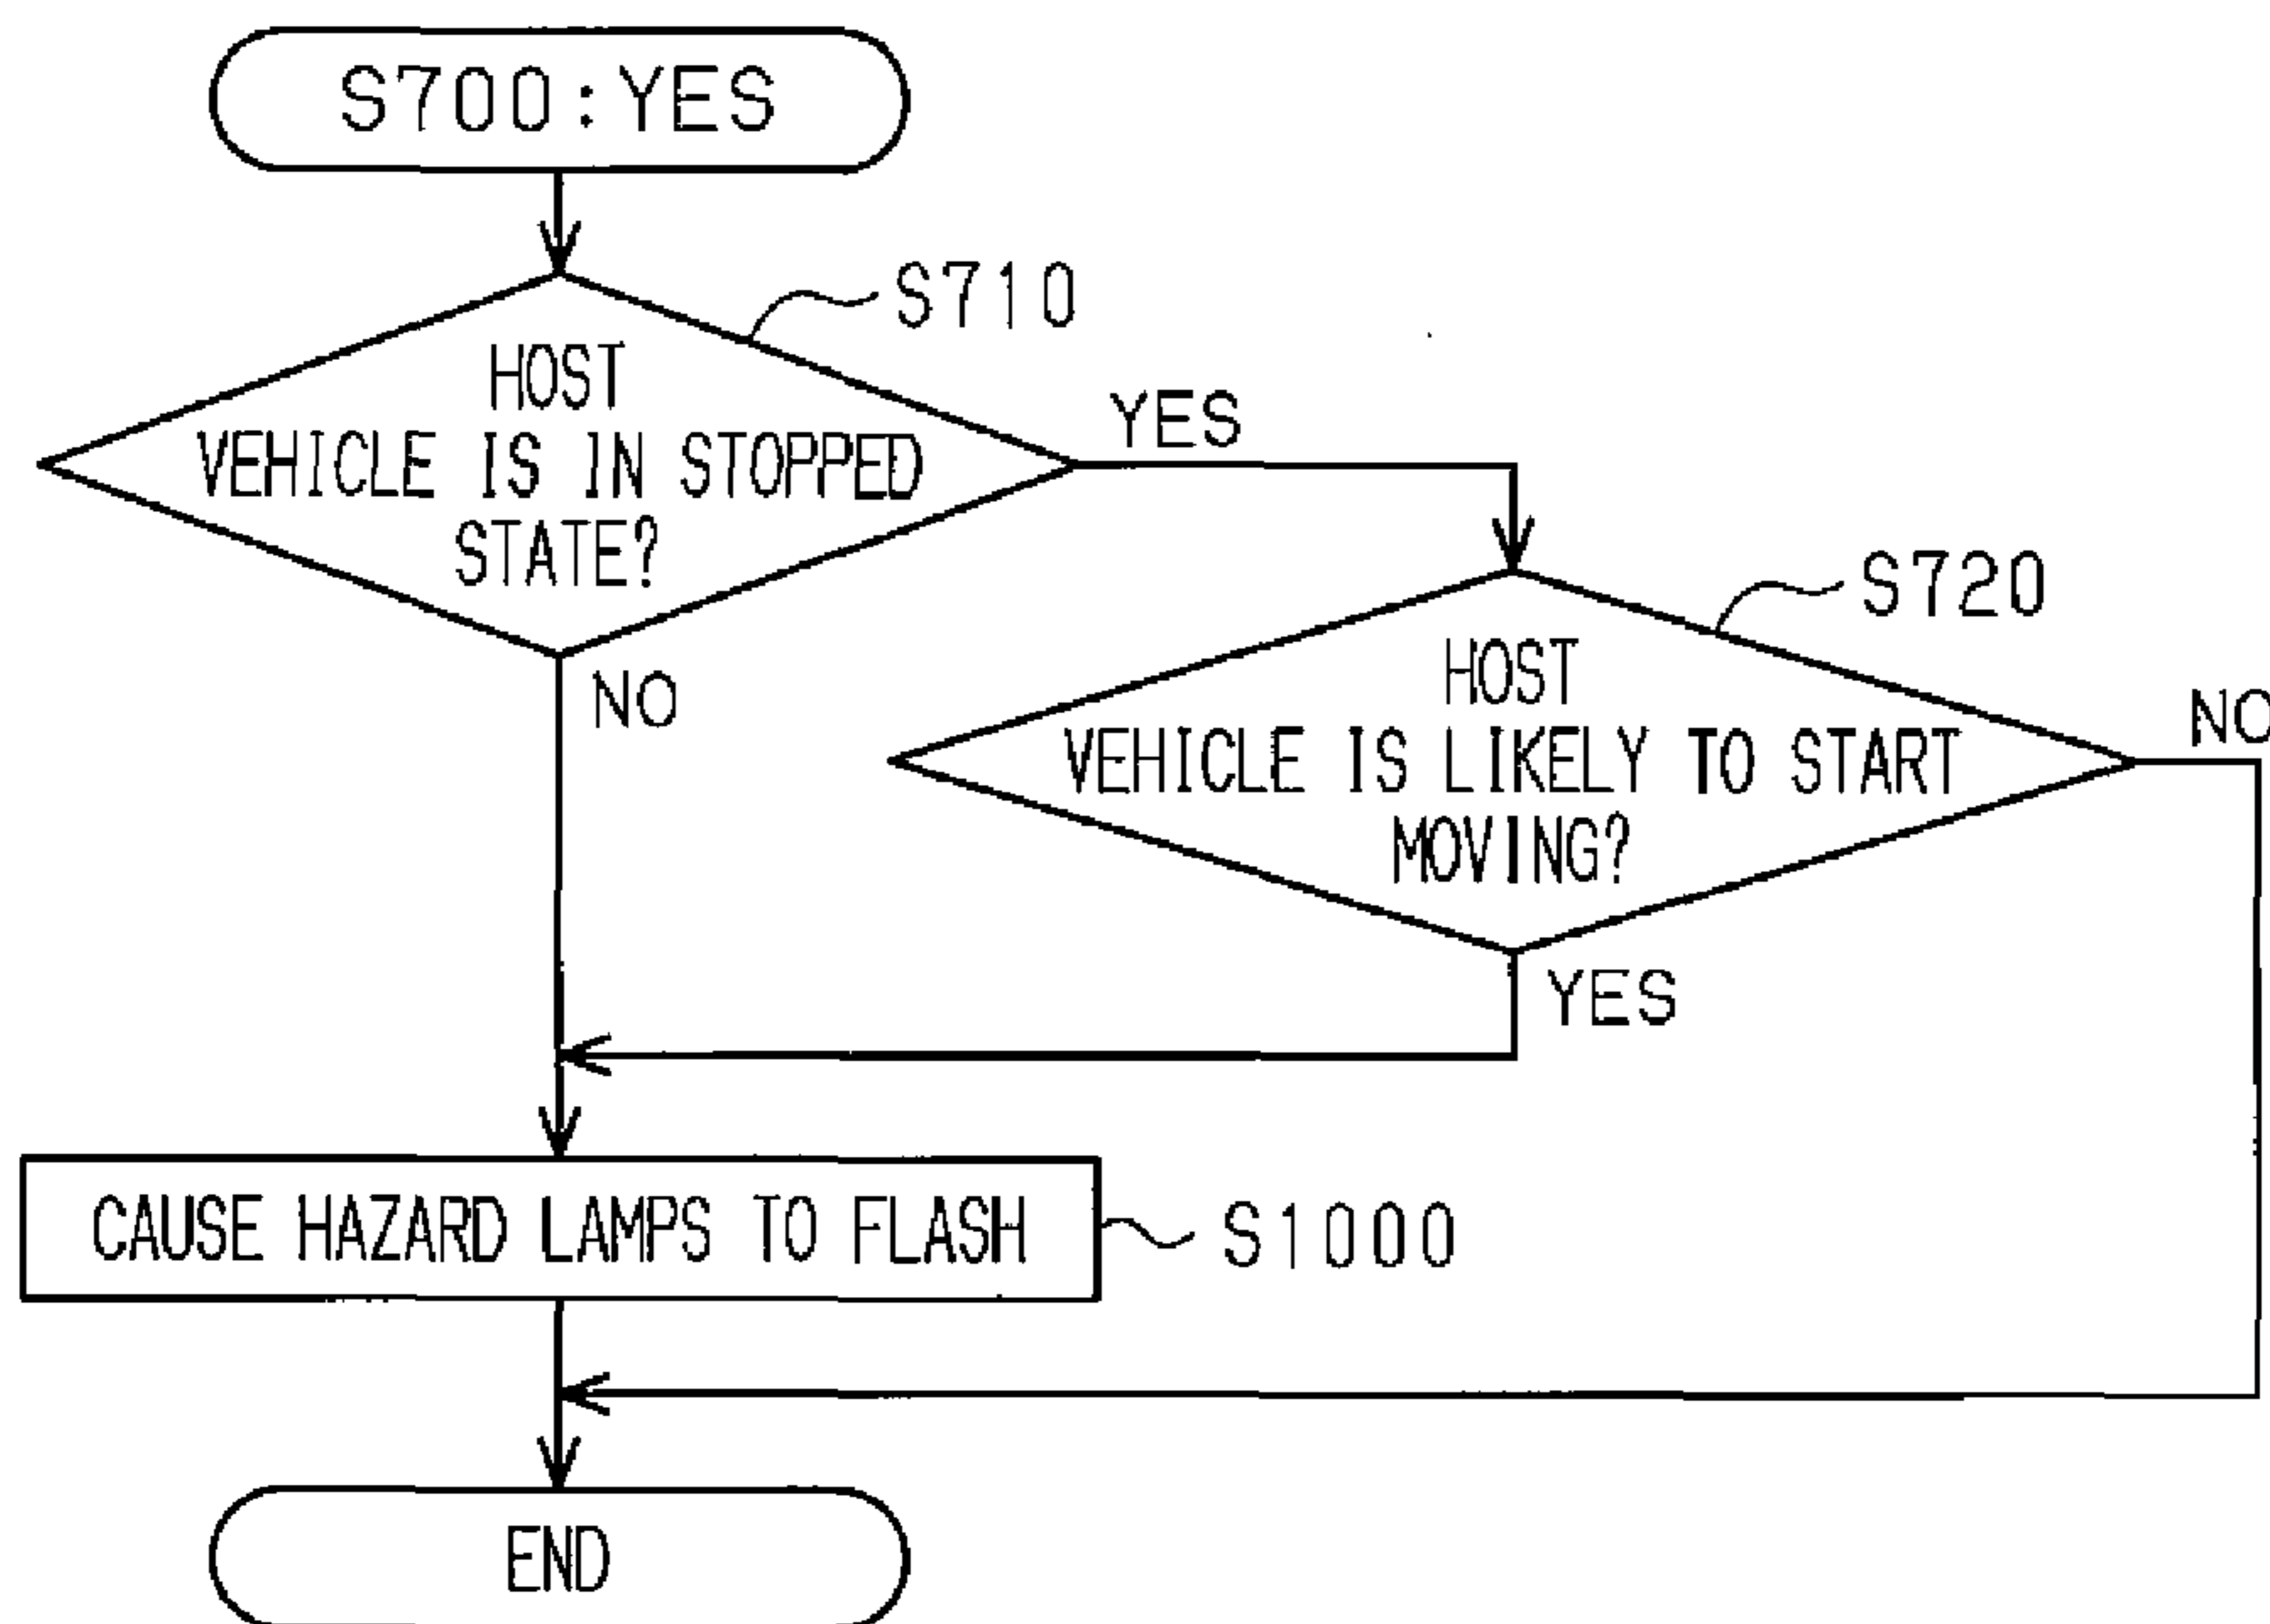 S700:YES
S710
HOST
VEHICLE IS IN STOPPED
STATE?
YES
NO
S720
HOST
VEHICLE IS LIKELY TO START
MOVING?
NO
YES
CAUSE HAZARD LAMPS TO FLASH
S1000
END